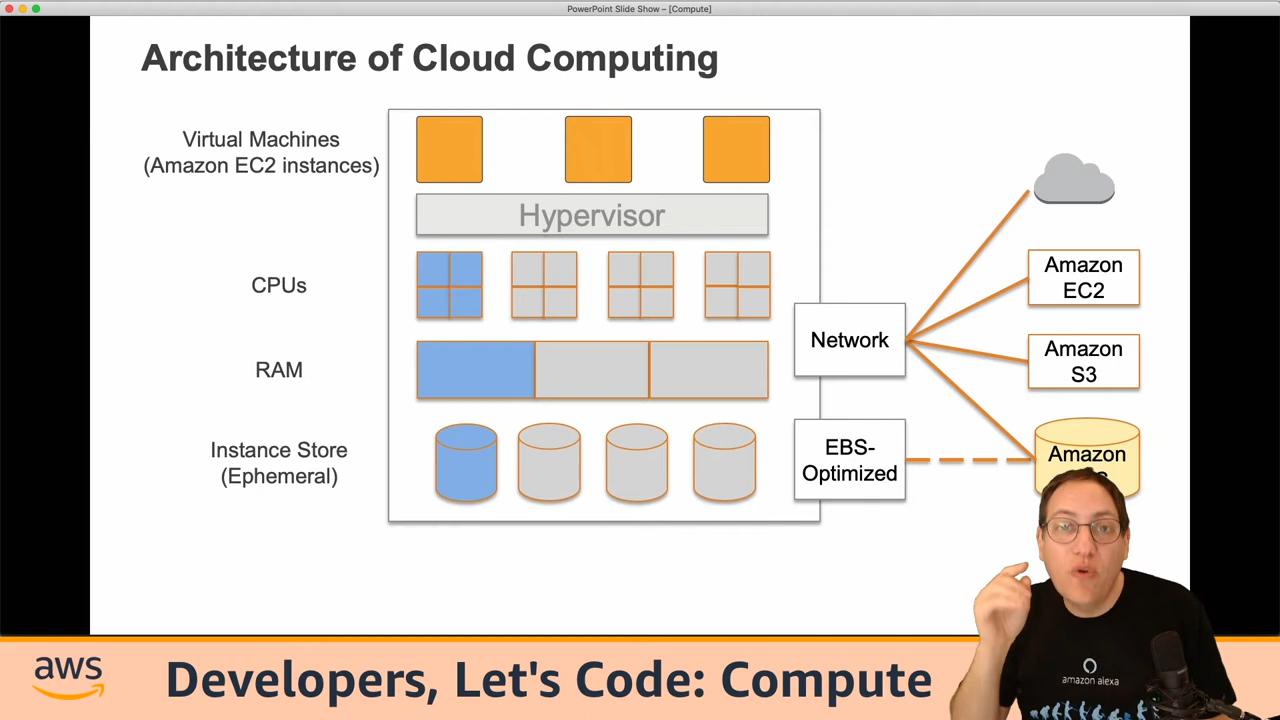 PowerPoint Slide Show – [Compute]
Architecture of Cloud Computing
Virtual Machines
(Amazon EC2 instances)
Hypervisor
CPUs
RAM
Instance Store
(Ephemeral)
Network
EBS-
Optimized
Amazon
EC2
Amazon
S3
Amazon
amazon alexa
aws
Developers, Let's Code: Compute